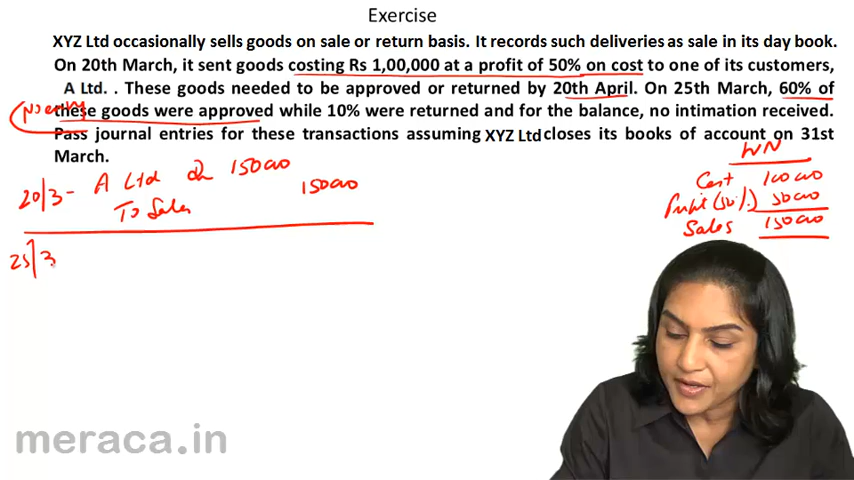 Exercise
XYZ Ltd occasionally sells goods on sale or return basis. It records such deliveries as sale in its day book.
On 20th March, it sent goods costing Rs 1,00,000 at a profit of 50% on cost to one of its customers,
A Ltd. . These goods needed to be approved or returned by 20th April. On 25th March, 60% of
these goods were approved while 10% were returned and for the balance, no intimation received.
No entry
Pass journal entries for these transactions assuming XYZ Ltd closes its books of account on 31st
March.
WN
20/3 - A Ltd Dr 150000
To Sales 150000
Cost 100000
Profit (50%) 50000
Sales 150000
25/3
meraca.in